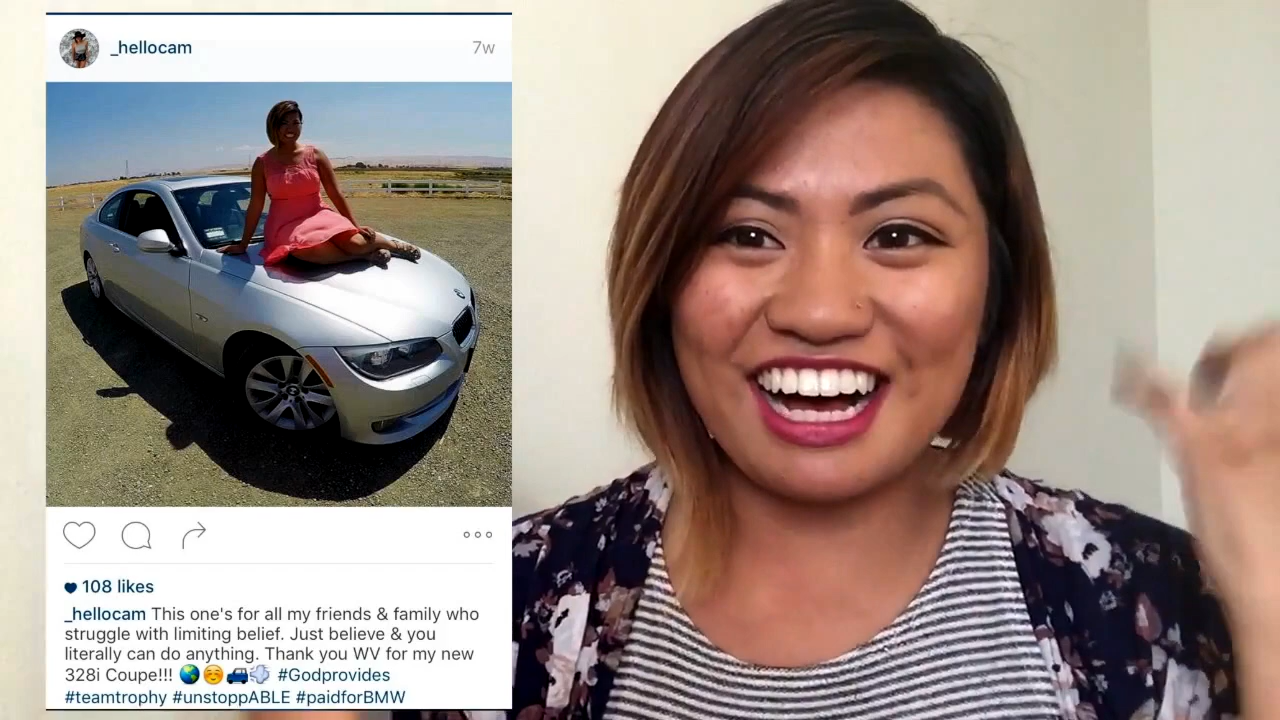 _hellocam 7w
108 likes
_hellocam This one's for all my friends & family who
struggle with limiting belief. Just believe & you
literally can do anything. Thank you WV for my new
328i Coupe!!! 🌎☺️🚙💨 #Godprovides
#teamtrophy #unstoppABLE #paidforBMW